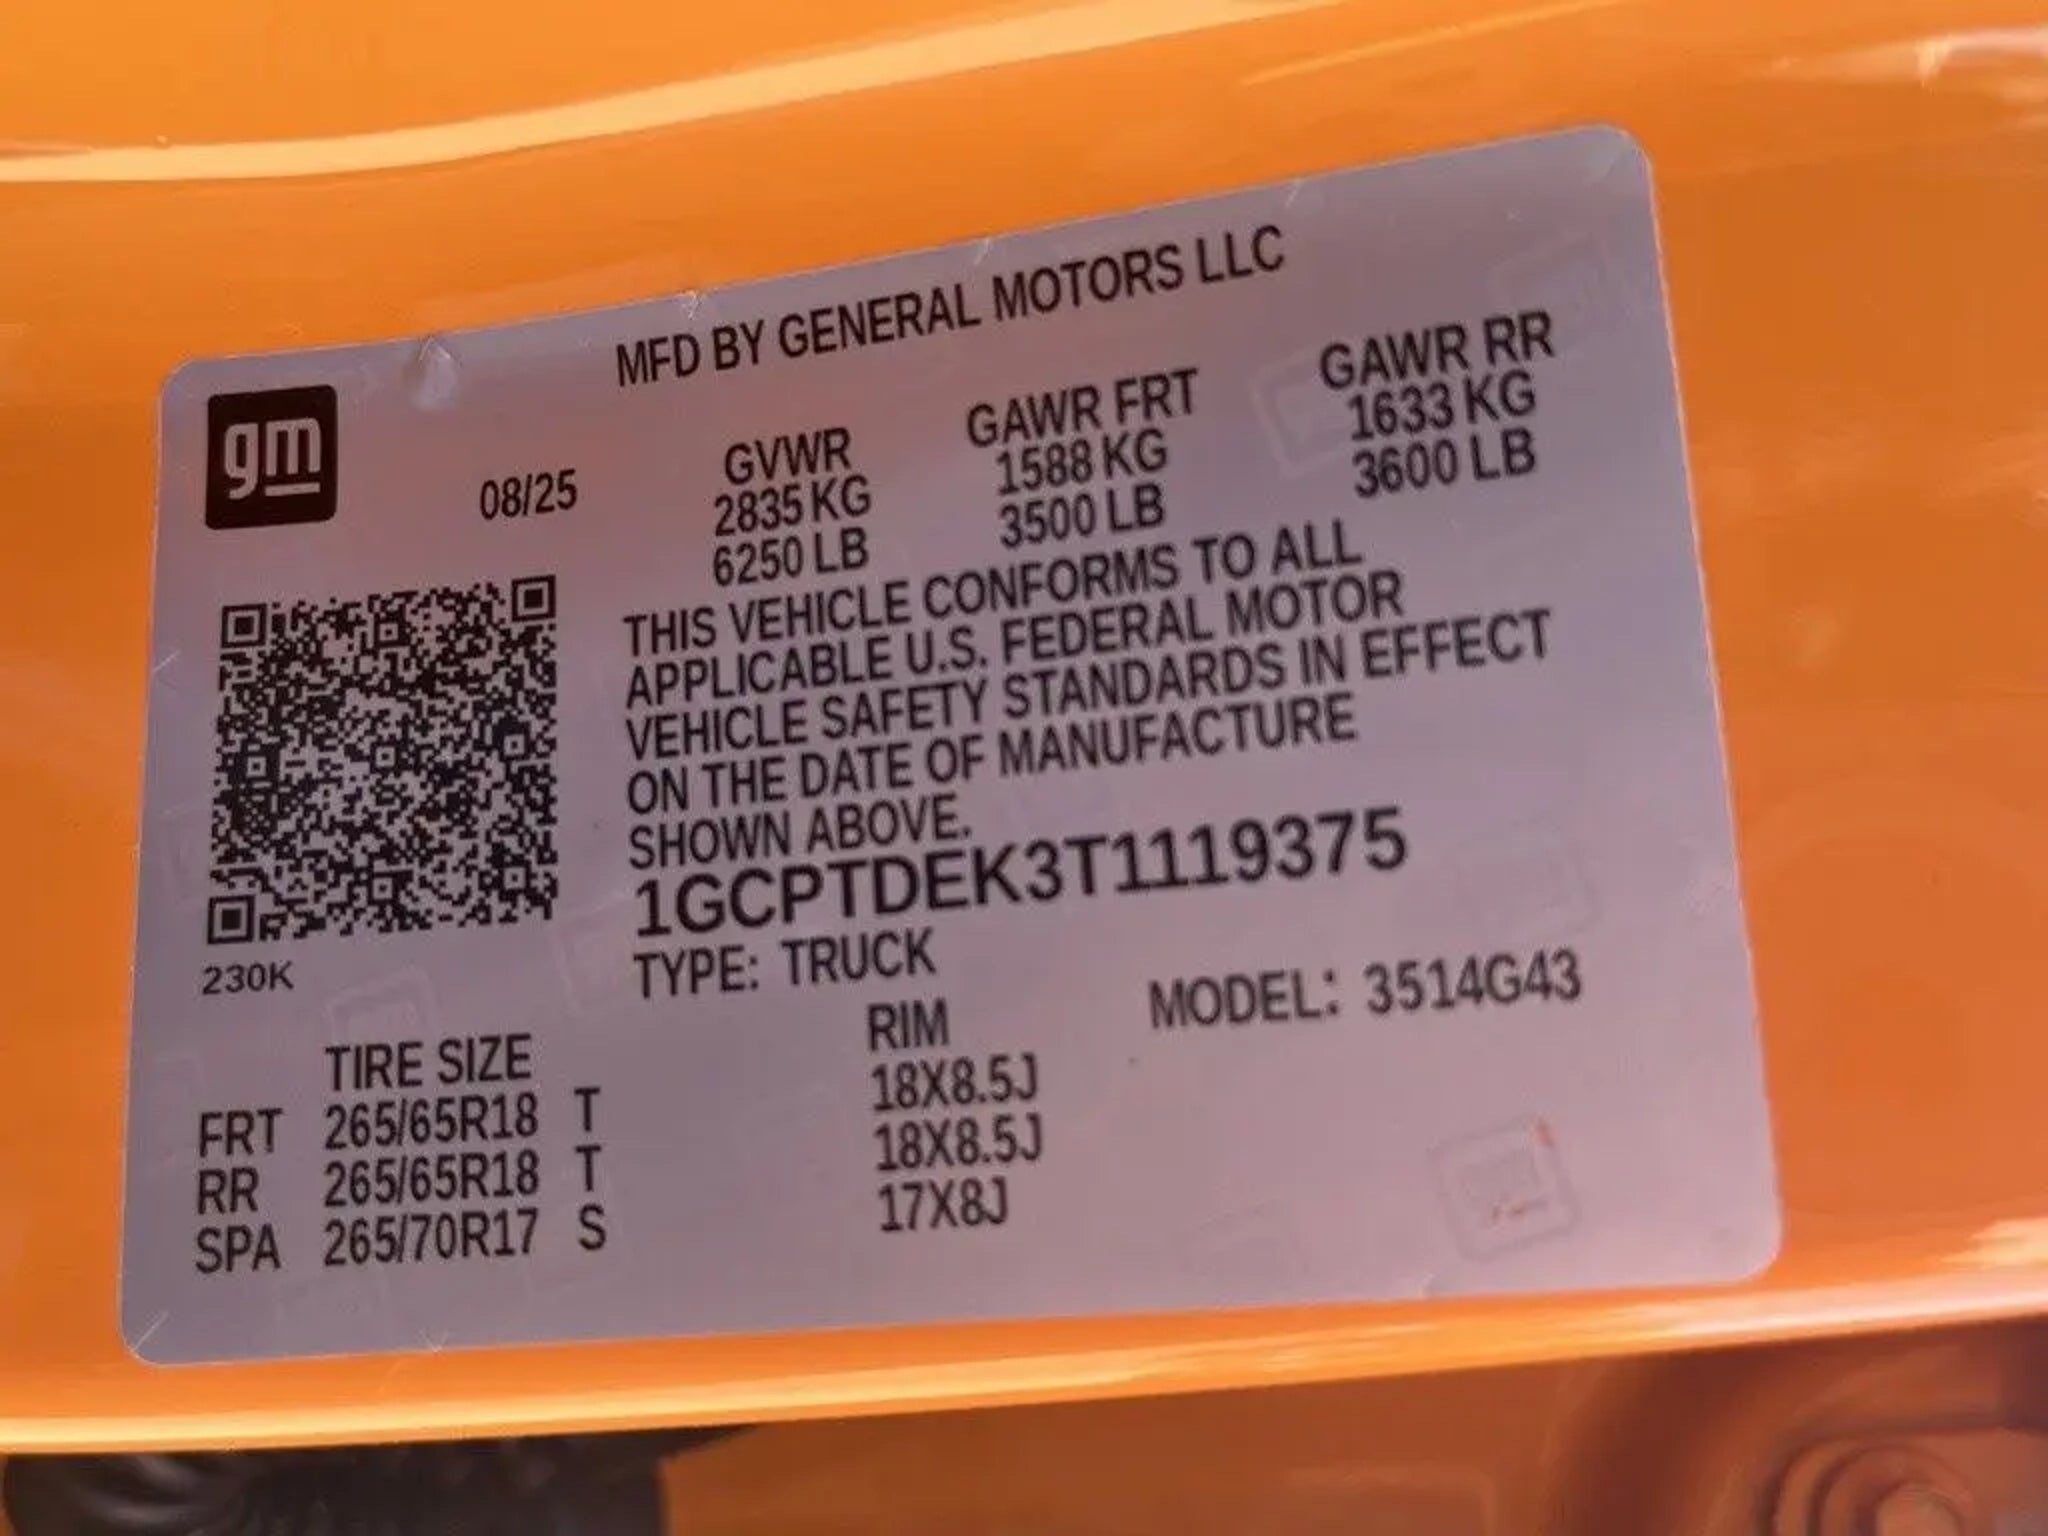 MFD BY GENERAL MOTORS LLC
gm
08/25
GVWR GAWR FRT GAWR RR
2835 KG 1588 KG 1633 KG
6250 LB 3500 LB 3600 LB
THIS VEHICLE CONFORMS TO ALL
APPLICABLE U.S. FEDERAL MOTOR
VEHICLE SAFETY STANDARDS IN EFFECT
ON THE DATE OF MANUFACTURE
SHOWN ABOVE.
1GCPTDEK3T1119375
230K
TYPE: TRUCK MODEL: 3514G43
TIRE SIZE RIM
FRT 265/65R18 T 18X8.5J
RR 265/65R18 T 18X8.5J
SPA 265/70R17 S 17X8J